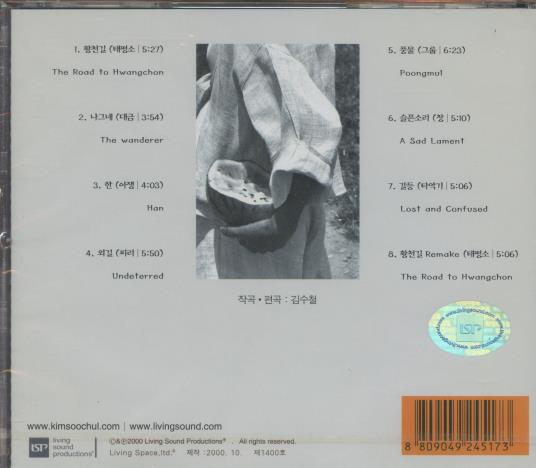 1. 황천길 (태평소 | 5:27)
The Road to Hwangchon
2. 나그네 (대금 | 3:54)
The wanderer
3. 한 (아쟁 | 4:03)
Han
4. 외길 (피리 | 5:50)
Undeterred
5. 풍물 (그룹 | 6:23)
Poongmul
6. 슬픈소리 (창 | 5:10)
A Sad Lament
7. 갈등 (타악기 | 5:06)
Lost and Confused
8. 황천길 Remake (태평소 | 5:06)
The Road to Hwangchon
작곡 • 편곡 : 김수철
www.livingsound.com
LSP
www.kimsoochul.com | www.livingsound.com
LSP living sound productions®
©&℗2000 Living Sound Productions® . All rights reserved.
Living Space,ltd.® 제작 : 2000. 10. 제1400호
8 809049 245173